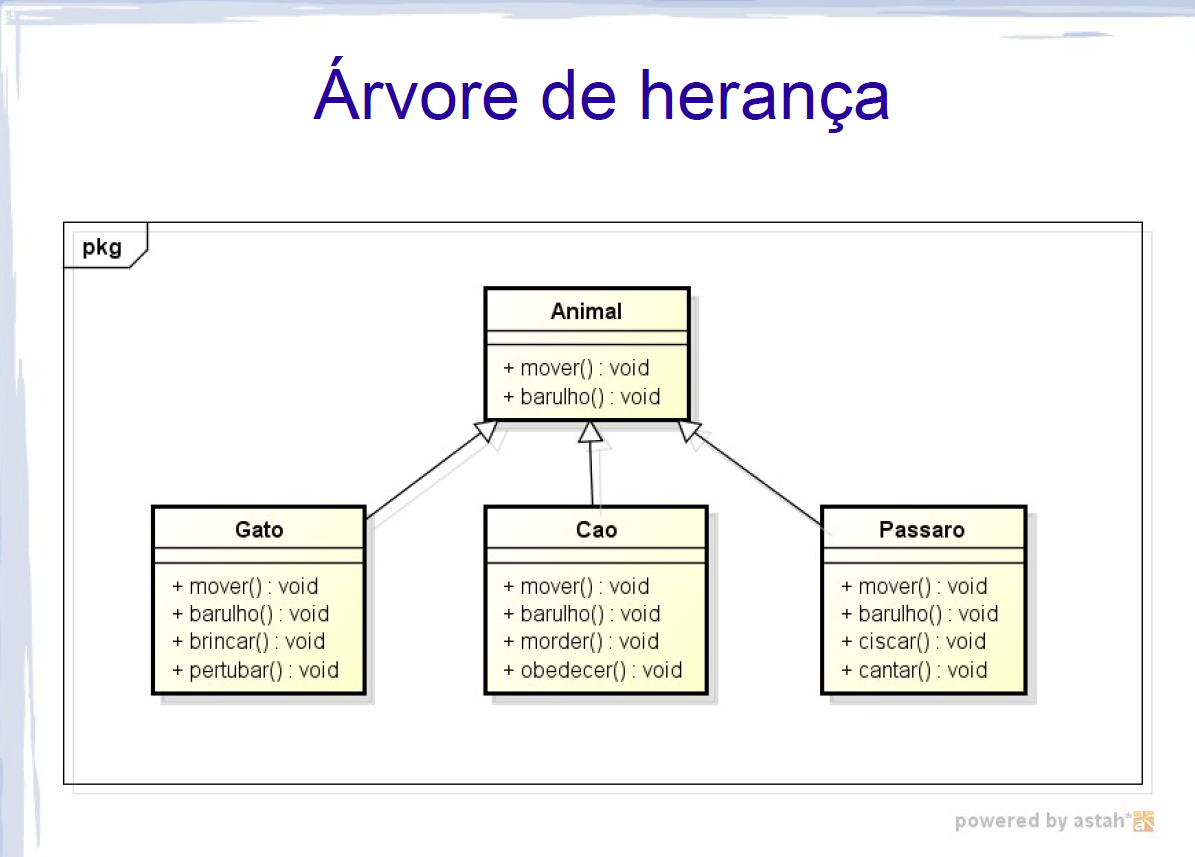 Árvore de herança
pkg
Animal
+ mover() : void
+ barulho() : void
Gato
+ mover() : void
+ barulho() : void
+ brincar() : void
+ pertubar() : void
Cao
+ mover() : void
+ barulho() : void
+ morder() : void
+ obedecer() : void
Passaro
+ mover() : void
+ barulho() : void
+ ciscar() : void
+ cantar() : void
powered by astah*